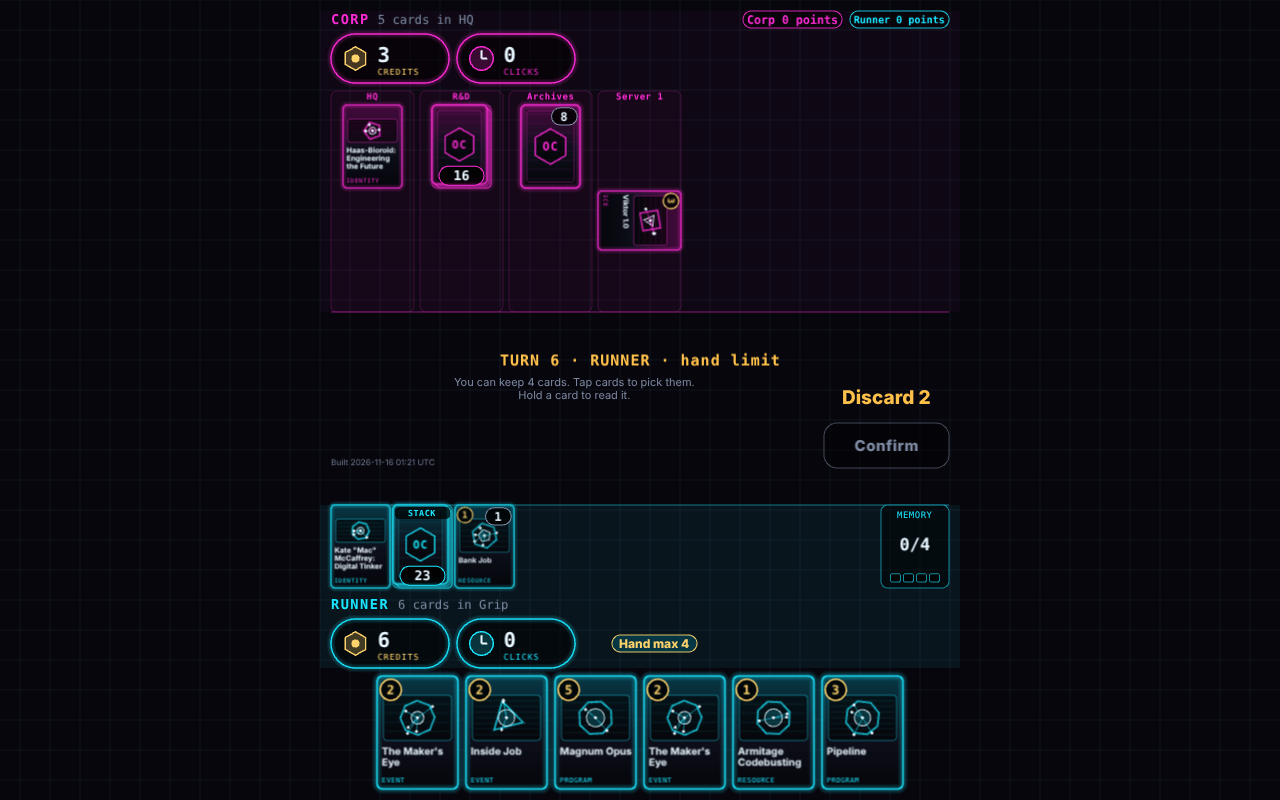 CORP 5 cards in HQ
Corp 0 points
Runner 0 points
3
CREDITS
0
CLICKS
HQ
R&D
Archives
Server 1
Haas-Bioroid:
Engineering
the Future
IDENTITY
OC
16
8
OC
3
Viktor 1.0
ICE
TURN 6 · RUNNER · hand limit
You can keep 4 cards. Tap cards to pick them.
Hold a card to read it.
Discard 2
Confirm
Built 2026-11-16 01:21 UTC
Kate "Mac"
McCaffrey:
Digital Tinker
IDENTITY
STACK
OC
23
1
1
Bank Job
RESOURCE
MEMORY
0/4
RUNNER 6 cards in Grip
6
CREDITS
0
CLICKS
Hand max 4
2
The Maker's
Eye
EVENT
2
Inside Job
EVENT
5
Magnum Opus
PROGRAM
2
The Maker's
Eye
EVENT
1
Armitage
Codebusting
RESOURCE
3
Pipeline
PROGRAM